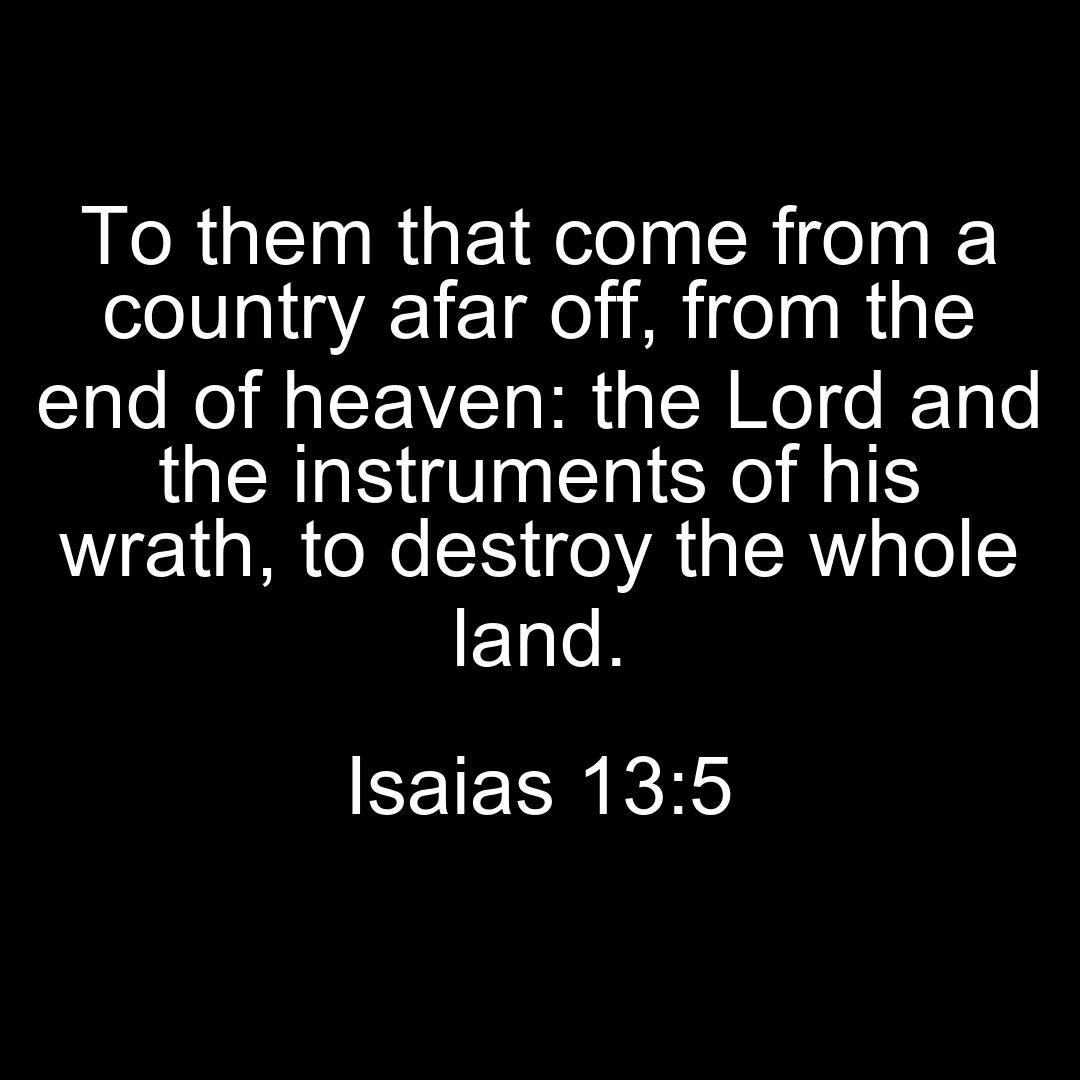 To them that come from a
country afar off, from the
end of heaven: the Lord and
the instruments of his
wrath, to destroy the whole
land.
Isaias 13:5